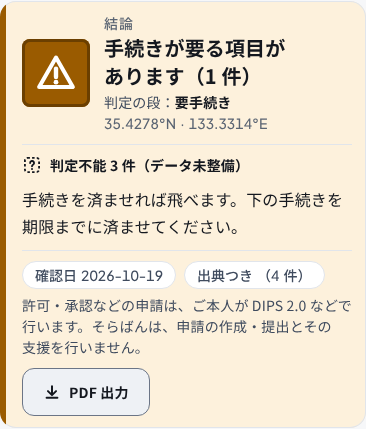 結論
手続きが要る項目が
あります（1 件）
判定の段：要手続き
35.4278°N · 133.3314°E
判定不能 3 件（データ未整備）
手続きを済ませれば飛べます。下の手続きを
期限までに済ませてください。
確認日 2026-10-19 出典つき （4 件）
許可・承認などの申請は、ご本人が DIPS 2.0 などで
行います。そらばんは、申請の作成・提出とその
支援を行いません。
PDF 出力